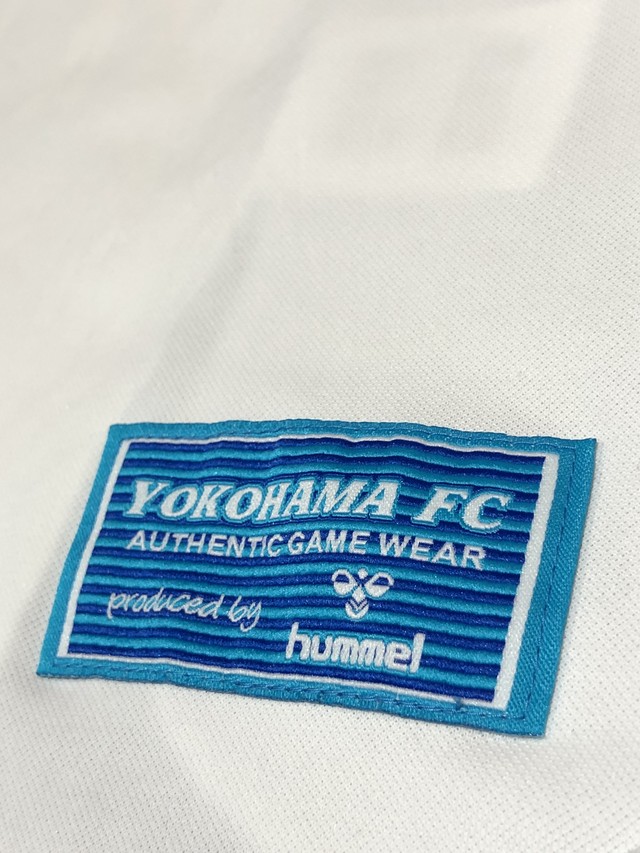 YOKOHAMA FC
AUTHENTIC GAME WEAR
produced by
hummel